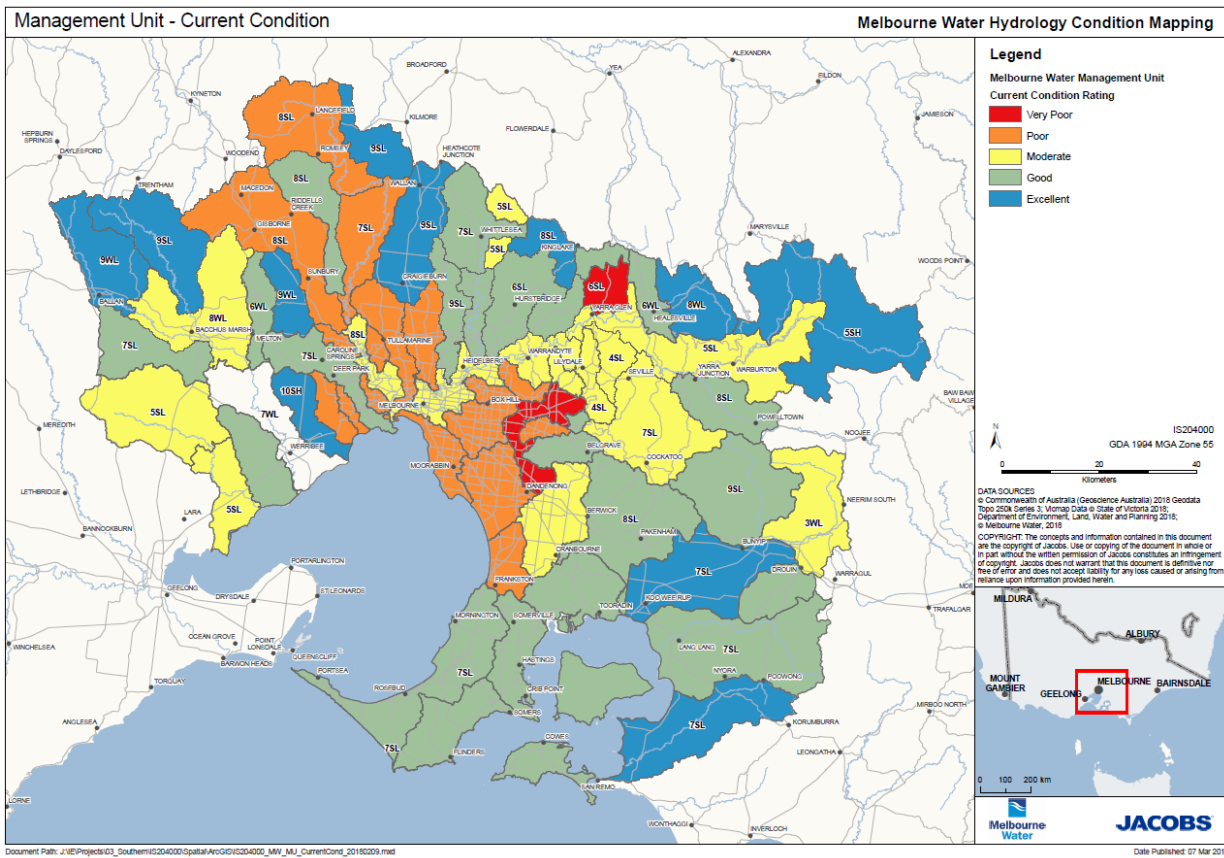 Management Unit - Current Condition
Melbourne Water Hydrology Condition Mapping
Legend
Melbourne Water Management Unit
Current Condition Rating
Very Poor
Poor
Moderate
Good
Excellent
ALEXANDRA
BROADFORD
YEA
EILDON
KYNETON
LANCEFIELD
8SL
KILMORE
JAMIESON
HEPBURN
SPRINGS
FLOWERDALE
DAYLESFORD
ROMSEY
9SL
HEATHCOTE
JUNCTION
WOODEND
TRENTHAM
8SL
WALLAN
MACEDON
RIDDELLS
CREEK
5SL
GISBORNE
7SL
9SL
7SL
WHITTLESEA
8SL
MARYSVILLE
9SL
8SL
5SL
KINGLAKE
WOODS POINT
9WL
SUNBURY
CRAIGIEBURN
6SL
6SL
BALLAN
6WL
9WL
9SL
HURSTBRIDGE
YARRA GLEN
6WL
HEALESVILLE
8WL
8WL
BACCHUS MARSH
MELTON
8SL
TULLAMARINE
5SH
7SL
7SL
CAROLINE
SPRINGS
WARRANDYTE
4SL
5SL
HEIDELBERG
LILYDALE
DEER PARK
SEVILLE
YARRA
JUNCTION
WARBURTON
10SH
MELBOURNE
BOX HILL
4SL
8SL
BAW BAW
VILLAGE
5SL
7WL
POWELLTOWN
MEREDITH
7SL
NOOJEE
WERRIBEE
BELGRAVE
MOORABBIN
COCKATOO
LETHBRIDGE
DANDENONG
9SL
NEERIM SOUTH
5SL
LARA
BERWICK
8SL
3WL
BANNOCKBURN
PAKENHAM
CRANBOURNE
BUNYIP
PORTARLINGTON
7SL
DROUIN
FRANKSTON
WARRAGUL
GEELONG
ST LEONARDS
KOO WEE RUP
DRYSDALE
TOORADIN
MORNINGTON
SOMERVILLE
TRAFALGAR
OCEAN GROVE
POINT
LONSDALE
WINCHELSEA
QUEENSCLIFF
LANG LANG
7SL
BARWON HEADS
PORTSEA
7SL
HASTINGS
NYORA
POOWONG
TORQUAY
ROSEBUD
CRIB POINT
MIRBOO NORTH
SOMERS
ANGLESEA
7SL
7SL
KORUMBURRA
FLINDERS
COWES
LEONGATHA
SAN REMO
LORNE
WONTHAGGI
INVERLOCH
IS204000
GDA 1994 MGA Zone 55
N
0 20 40
Kilometers
DATA SOURCES
© Commonwealth of Australia (Geoscience Australia) 2018 Geodata
Topo 250k Series 3; Vicmap Data © State of Victoria 2018;
Department of Environment, Land, Water and Planning 2018;
© Melbourne Water, 2018
COPYRIGHT: The concepts and information contained in this document
are the copyright of Jacobs. Use or copying of the document in whole or
in part without the written permission of Jacobs constitutes an infringement
of copyright. Jacobs does not warrant that this document is definitive nor
free of error and does not accept liability for any loss caused or arising from
reliance upon information provided herein.
MILDURA
ALBURY
MOUNT
GAMBIER
MELBOURNE
GEELONG
BAIRNSDALE
0 100 200 km
Melbourne
Water
JACOBS
Date Published: 07 Mar 201